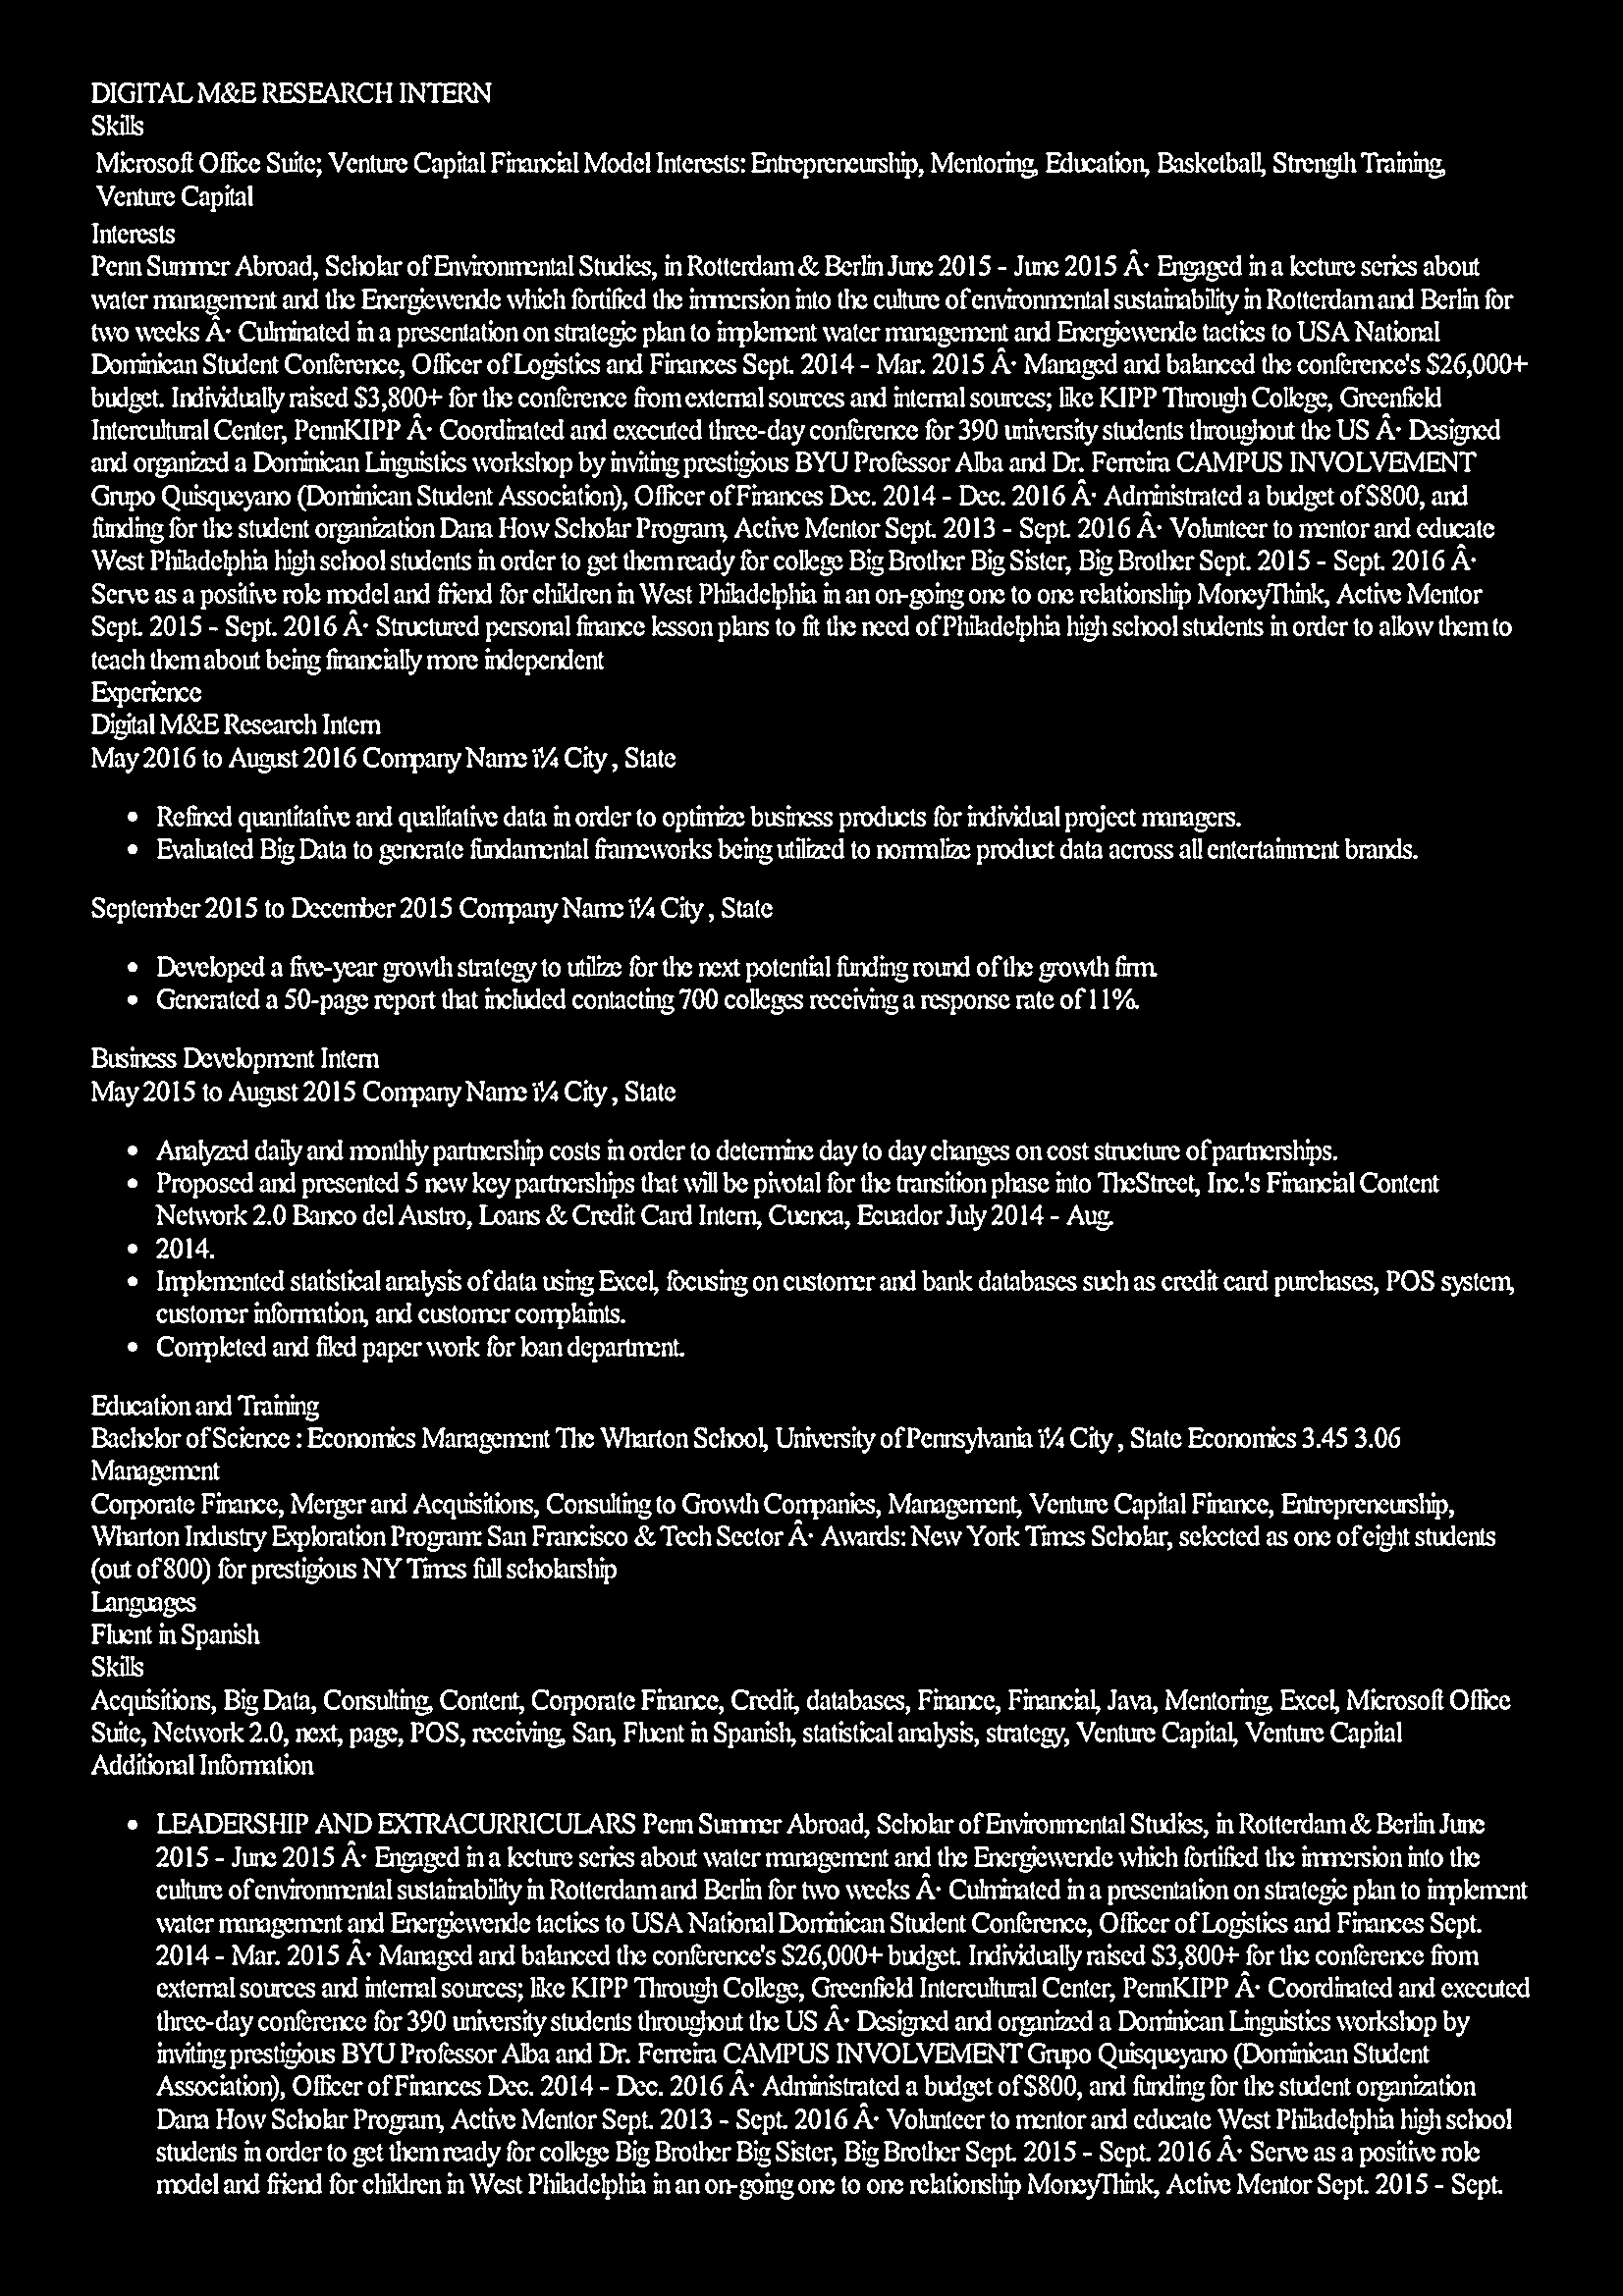 DIGITAL M&E RESEARCH INTERN
Skills
Microsoft Office Suite; Venture Capital Financial Model Interests: Entrepreneurship, Mentoring, Education, Basketball, Strength Training,
Venture Capital
Interests
Penn Summer Abroad, Scholar of Environmental Studies, in Rotterdam & Berlin June 2015 - June 2015 Â· Engaged in a lecture series about
water management and the Energiewende which fortified the immersion into the culture of environmental sustainability in Rotterdam and Berlin for
two weeks Â· Culminated in a presentation on strategic plan to implement water management and Energiewende tactics to USA National
Dominican Student Conference, Officer of Logistics and Finances Sept. 2014 - Mar. 2015 Â· Managed and balanced the conference's $26,000+
budget. Individually raised $3,800+ for the conference from external sources and internal sources; like KIPP Through College, Greenfield
Intercultural Center, PennKIPP Â· Coordinated and executed three-day conference for 390 university students throughout the US Â· Designed
and organized a Dominican Linguistics workshop by inviting prestigious BYU Professor Alba and Dr. Ferreira CAMPUS INVOLVEMENT
Grupo Quisqueyano (Dominican Student Association), Officer of Finances Dec. 2014 - Dec. 2016 Â· Administrated a budget of $800, and
funding for the student organization Dana How Scholar Program, Active Mentor Sept. 2013 - Sept. 2016 Â· Volunteer to mentor and educate
West Philadelphia high school students in order to get them ready for college Big Brother Big Sister, Big Brother Sept. 2015 - Sept. 2016 Â·
Serve as a positive role model and friend for children in West Philadelphia in an on-going one to one relationship MoneyThink, Active Mentor
Sept. 2015 - Sept. 2016 Â· Structured personal finance lesson plans to fit the need of Philadelphia high school students in order to allow them to
teach them about being financially more independent
Experience
Digital M&E Research Intern
May 2016 to August 2016 Company Name ï¼ City , State
• Refined quantitative and qualitative data in order to optimize business products for individual project managers.
• Evaluated Big Data to generate fundamental frameworks being utilized to normalize product data across all entertainment brands.
September 2015 to December 2015 Company Name ï¼ City , State
• Developed a five-year growth strategy to utilize for the next potential funding round of the growth firm.
• Generated a 50-page report that included contacting 700 colleges receiving a response rate of 11%.
Business Development Intern
May 2015 to August 2015 Company Name ï¼ City , State
• Analyzed daily and monthly partnership costs in order to determine day to day changes on cost structure of partnerships.
• Proposed and presented 5 new key partnerships that will be pivotal for the transition phase into TheStreet, Inc.'s Financial Content
Network 2.0 Banco del Austro, Loans & Credit Card Intern, Cuenca, Ecuador July 2014 - Aug.
• 2014.
• Implemented statistical analysis of data using Excel, focusing on customer and bank databases such as credit card purchases, POS system,
customer information, and customer complaints.
• Completed and filed paper work for loan department.
Education and Training
Bachelor of Science : Economics Management The Wharton School, University of Pennsylvania ï¼ City , State Economics 3.45 3.06
Management
Corporate Finance, Merger and Acquisitions, Consulting to Growth Companies, Management, Venture Capital Finance, Entrepreneurship,
Wharton Industry Exploration Program: San Francisco & Tech Sector Â· Awards: New York Times Scholar, selected as one of eight students
(out of 800) for prestigious NY Times full scholarship
Languages
Fluent in Spanish
Skills
Acquisitions, Big Data, Consulting, Content, Corporate Finance, Credit, databases, Finance, Financial, Java, Mentoring, Excel, Microsoft Office
Suite, Network 2.0, next, page, POS, receiving, San, Fluent in Spanish, statistical analysis, strategy, Venture Capital, Venture Capital
Additional Information
• LEADERSHIP AND EXTRACURRICULARS Penn Summer Abroad, Scholar of Environmental Studies, in Rotterdam & Berlin June
2015 - June 2015 Â· Engaged in a lecture series about water management and the Energiewende which fortified the immersion into the
culture of environmental sustainability in Rotterdam and Berlin for two weeks Â· Culminated in a presentation on strategic plan to implement
water management and Energiewende tactics to USA National Dominican Student Conference, Officer of Logistics and Finances Sept.
2014 - Mar. 2015 Â· Managed and balanced the conference's $26,000+ budget. Individually raised $3,800+ for the conference from
external sources and internal sources; like KIPP Through College, Greenfield Intercultural Center, PennKIPP Â· Coordinated and executed
three-day conference for 390 university students throughout the US Â· Designed and organized a Dominican Linguistics workshop by
inviting prestigious BYU Professor Alba and Dr. Ferreira CAMPUS INVOLVEMENT Grupo Quisqueyano (Dominican Student
Association), Officer of Finances Dec. 2014 - Dec. 2016 Â· Administrated a budget of $800, and funding for the student organization
Dana How Scholar Program, Active Mentor Sept. 2013 - Sept. 2016 Â· Volunteer to mentor and educate West Philadelphia high school
students in order to get them ready for college Big Brother Big Sister, Big Brother Sept. 2015 - Sept. 2016 Â· Serve as a positive role
model and friend for children in West Philadelphia in an on-going one to one relationship MoneyThink, Active Mentor Sept. 2015 - Sept.